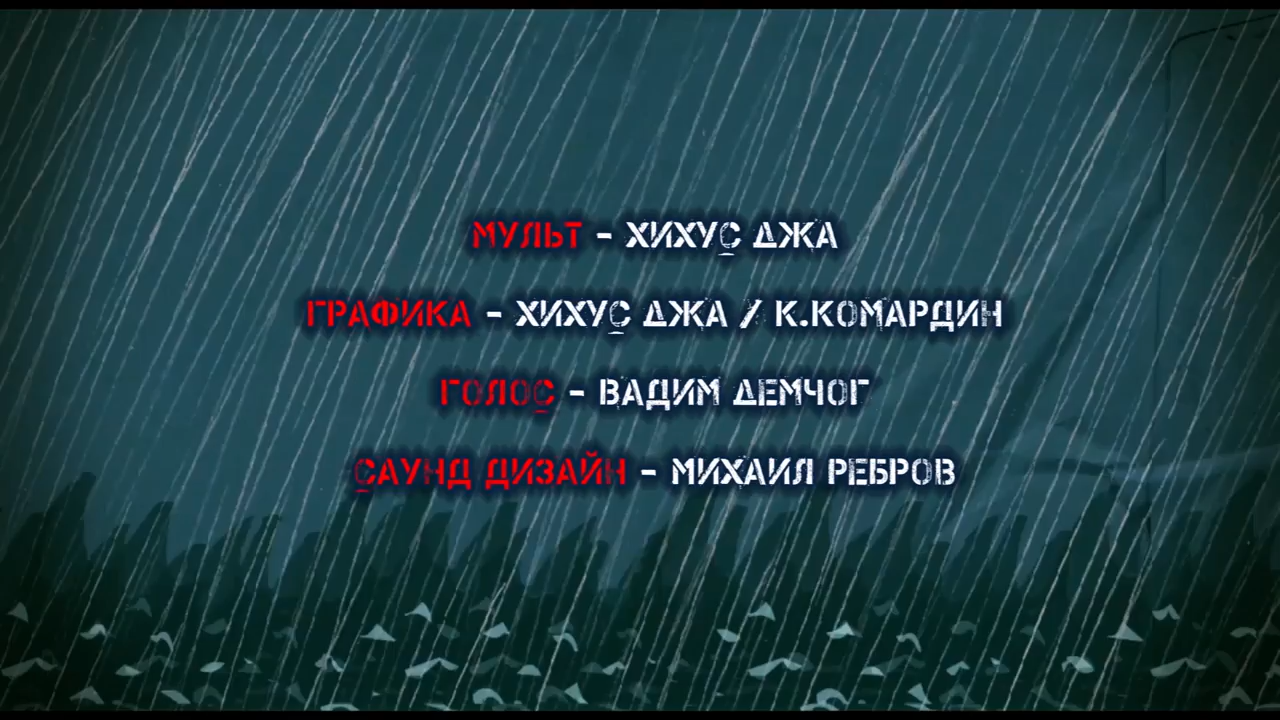 МУЛЬТ - ХИХУС ДЖА
ГРАФИКА - ХИХУС ДЖА / К.КОМАРДИН
ГОЛОС - ВАДИМ ДЕМЧОГ
САУНД ДИЗАЙН - МИХАИЛ РЕБРОВ